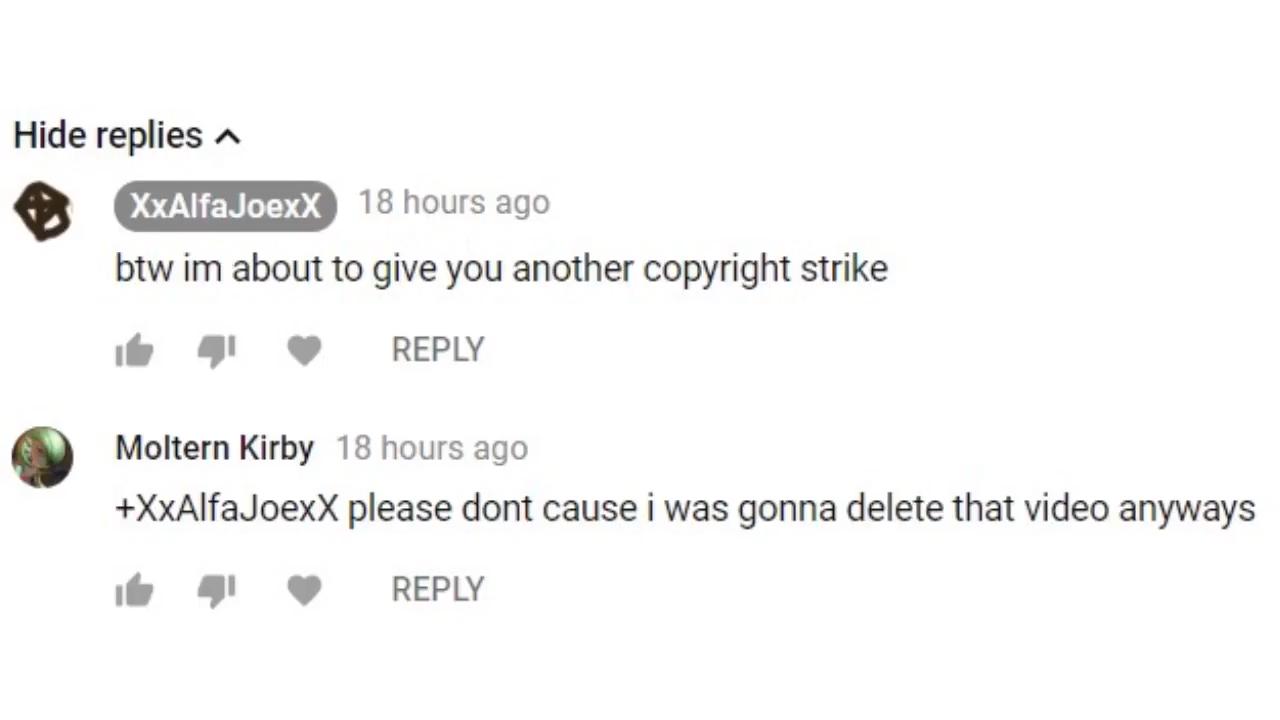 Hide replies
XxAlfaJoexX 18 hours ago
btw im about to give you another copyright strike
REPLY
Moltern Kirby 18 hours ago
+XxAlfaJoexX please dont cause i was gonna delete that video anyways
REPLY